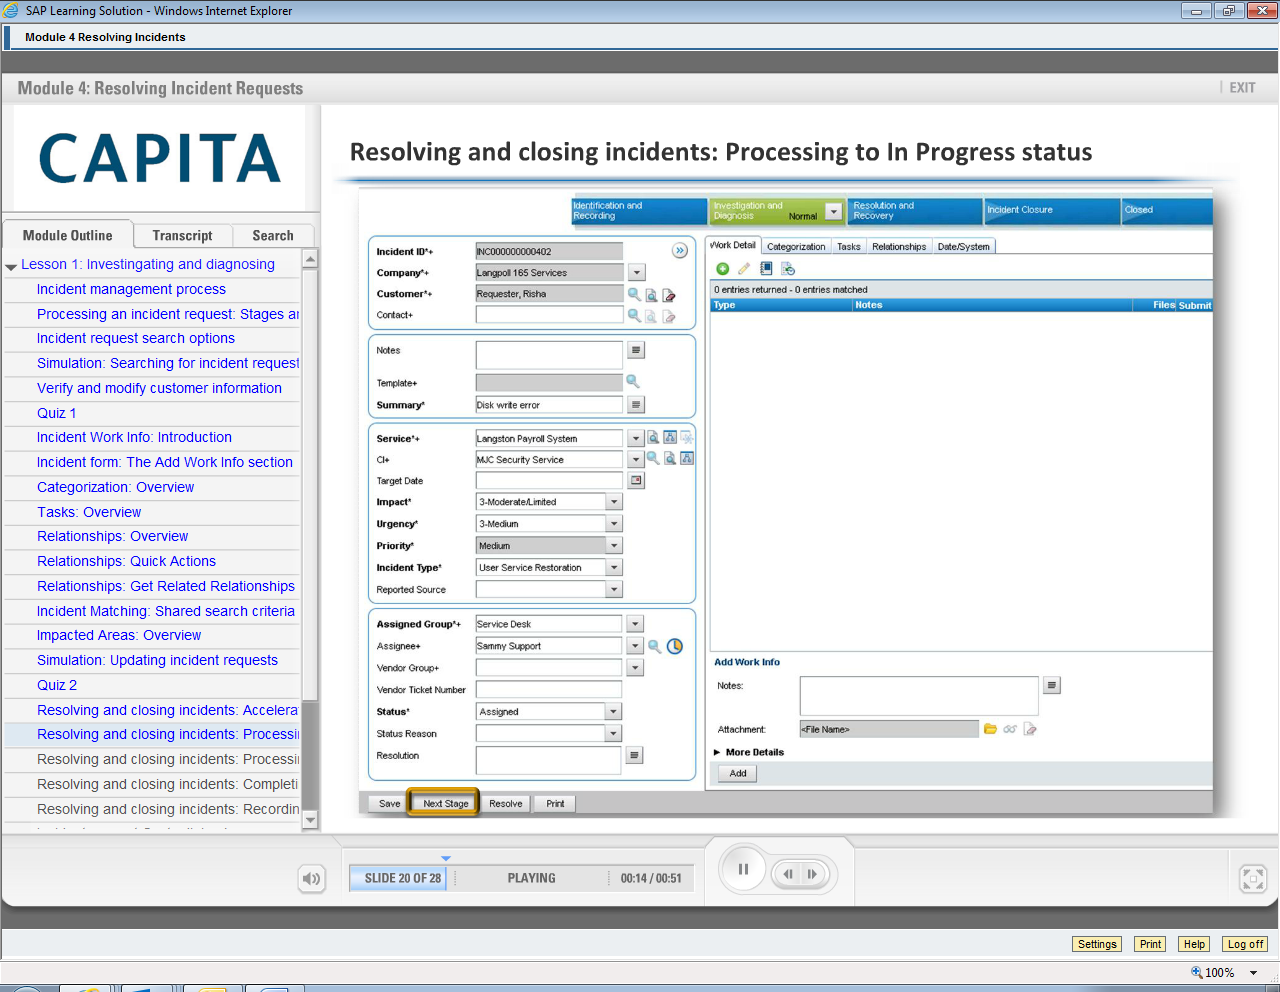 SAP Learning Solution - Windows Internet Explorer
Module 4 Resolving Incidents
Module 4: Resolving Incident Requests
EXIT
CAPITA
Module Outline
Transcript
Search
Lesson 1: Investingating and diagnosing
Incident management process
Processing an incident request: Stages ar
Incident request search options
Simulation: Searching for incident request
Verify and modify customer information
Quiz 1
Incident Work Info: Introduction
Incident form: The Add Work Info section
Categorization: Overview
Tasks: Overview
Relationships: Overview
Relationships: Quick Actions
Relationships: Get Related Relationships
Incident Matching: Shared search criteria
Impacted Areas: Overview
Simulation: Updating incident requests
Quiz 2
Resolving and closing incidents: Accelera
Resolving and closing incidents: Processi
Resolving and closing incidents: Processi
Resolving and closing incidents: Completi
Resolving and closing incidents: Recordin
Resolving and closing incidents: Processing to In Progress status
Identification and
Recording
Investigation and
Diagnosis
Normal
Resolution and
Recovery
Incident Closure
Closed
Incident ID*+
INC000000000402
Company*+
Langpoll 165 Services
Customer*+
Requester, Risha
Contact+
Notes
Template+
Summary*
Disk write error
Service*+
Langston Payroll System
CI+
MJC Security Service
Target Date
Impact*
3-Moderate/Limited
Urgency*
3-Medium
Priority*
Medium
Incident Type*
User Service Restoration
Reported Source
Assigned Group*+
Service Desk
Assignee+
Sammy Support
Vendor Group+
Vendor Ticket Number
Status*
Assigned
Status Reason
Resolution
Save
Next Stage
Resolve
Print
Work Detail
Categorization
Tasks
Relationships
Date/System
0 entries returned - 0 entries matched
Type
Notes
Files
Submit
Add Work Info
Notes:
Attachment:
<File Name>
More Details
Add
SLIDE 20 OF 28
PLAYING
00:14 / 00:51
Settings
Print
Help
Log off
100%